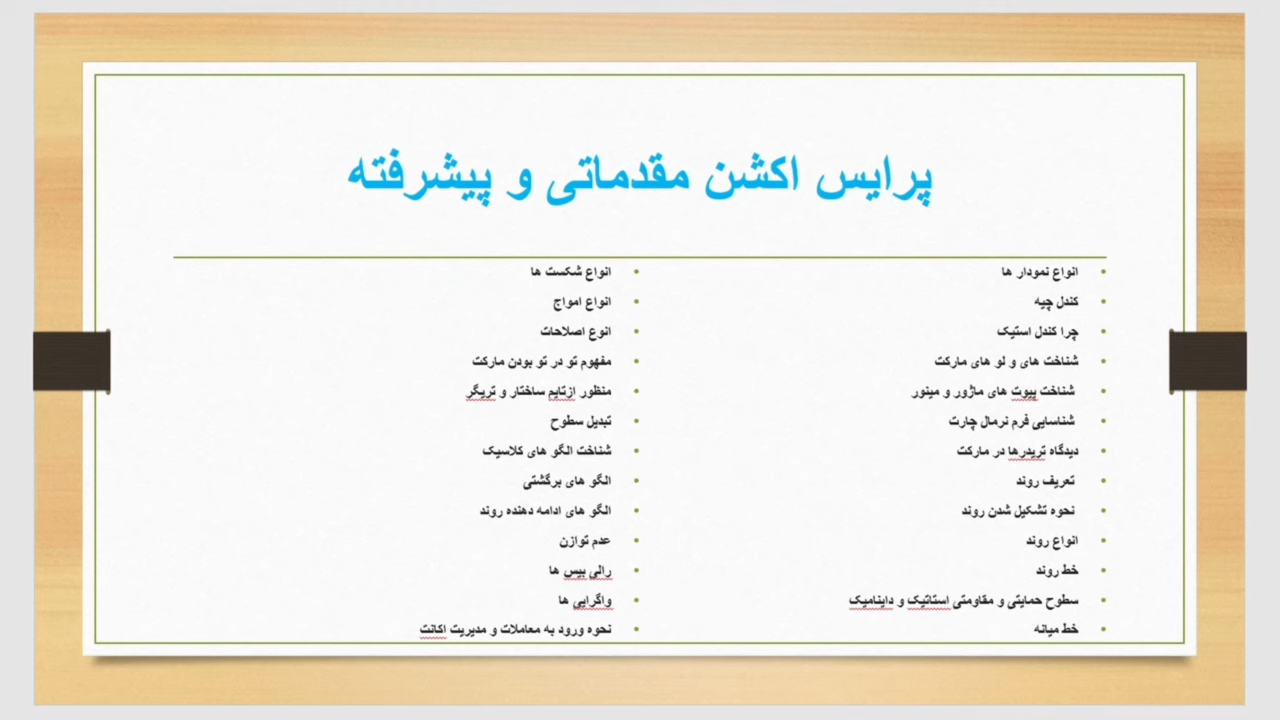 پرایس اکشن مقدماتی و پیشرفته
• انواع نمودار ها
• کندل چیه
• چرا کندل استیک
• شناخت های و لو های مارکت
• شناخت پیوت های ماژور و مینور
• شناسایی فرم نرمال چارت
• دیدگاه تریدرها در مارکت
• تعریف روند
• نحوه تشکیل شدن روند
• انواع روند
• خط روند
• سطوح حمایتی و مقاومتی استاتیک و داینامیک
• خط میانه
• انواع شکست ها
• انواع امواج
• انوع اصلاحات
• مفهوم تو در تو بودن مارکت
• منظور ازتایم ساختار و تریگر
• تبدیل سطوح
• شناخت الگو های کلاسیک
• الگو های برگشتی
• الگو های ادامه دهنده روند
• عدم توازن
• رالی بیس ها
• واگرایی ها
• نحوه ورود به معاملات و مدیریت اکانت